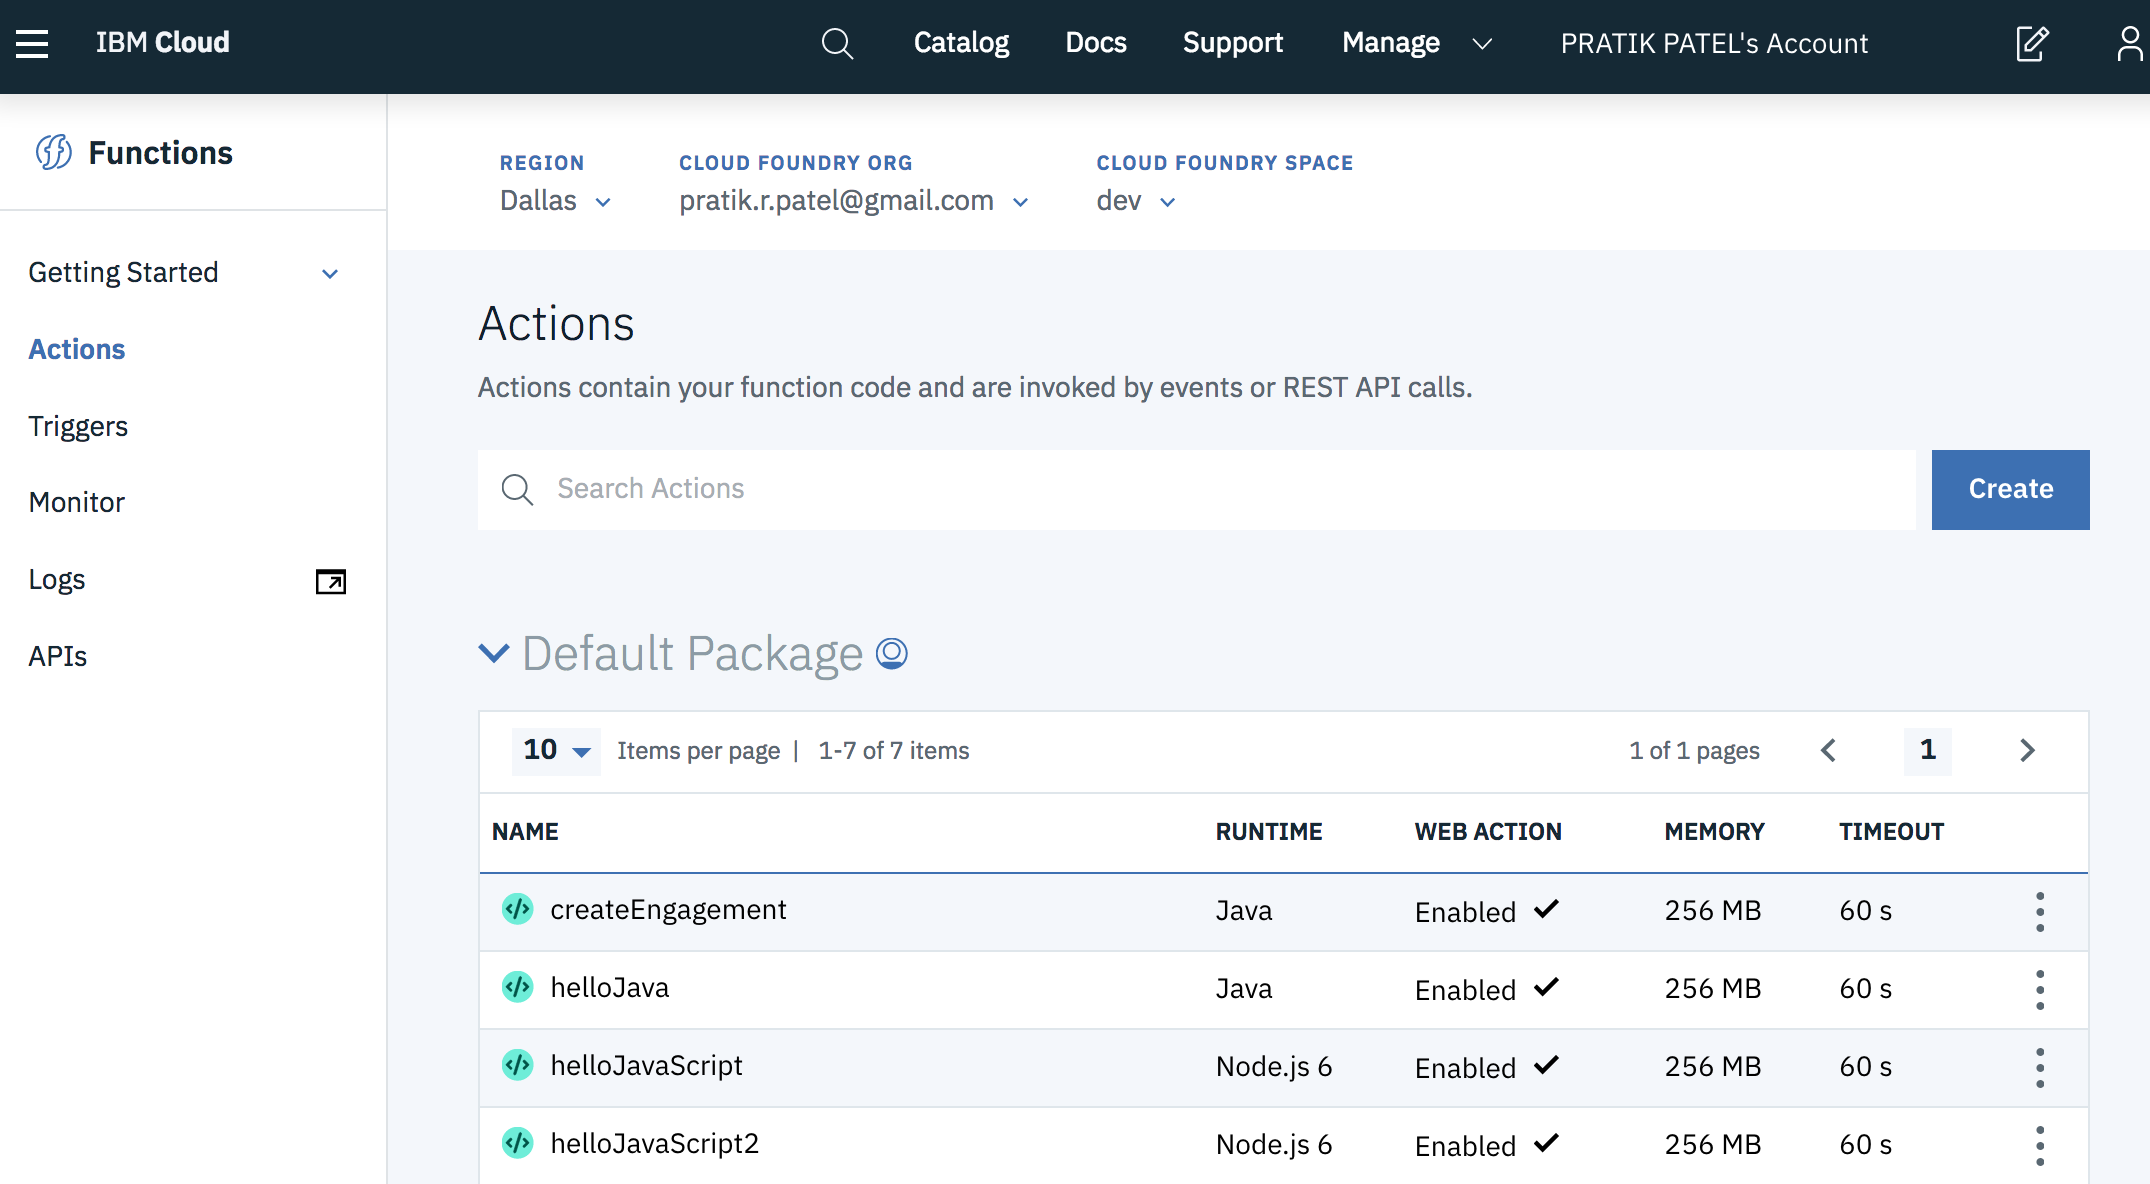 IBM Cloud Catalog Docs Support Manage PRATIK PATEL's Account
Functions
Getting Started
Actions
Triggers
Monitor
Logs
APIs
REGION CLOUD FOUNDRY ORG CLOUD FOUNDRY SPACE
Dallas pratik.r.patel@gmail.com dev
Actions
Actions contain your function code and are invoked by events or REST API calls.
Search Actions Create
Default Package
10 Items per page | 1-7 of 7 items 1 of 1 pages 1
NAME RUNTIME WEB ACTION MEMORY TIMEOUT
createEngagement Java Enabled 256 MB 60 s
helloJava Java Enabled 256 MB 60 s
helloJavaScript Node.js 6 Enabled 256 MB 60 s
helloJavaScript2 Node.js 6 Enabled 256 MB 60 s